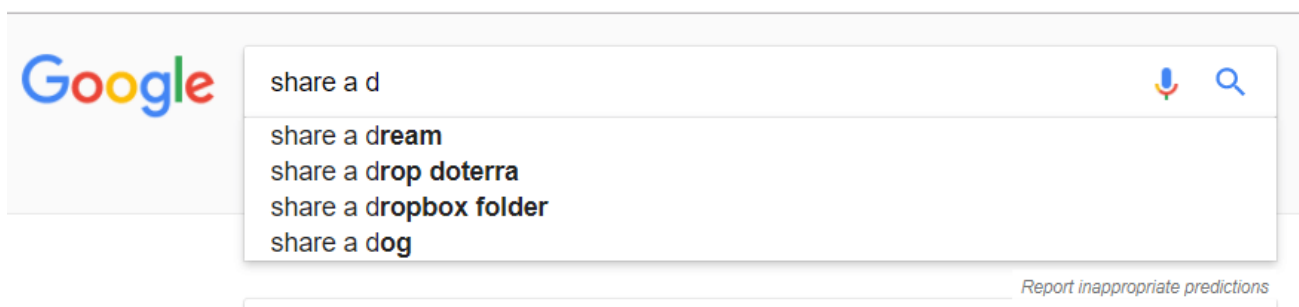 Google
share a d
share a dream
share a drop doterra
share a dropbox folder
share a dog
Report inappropriate predictions